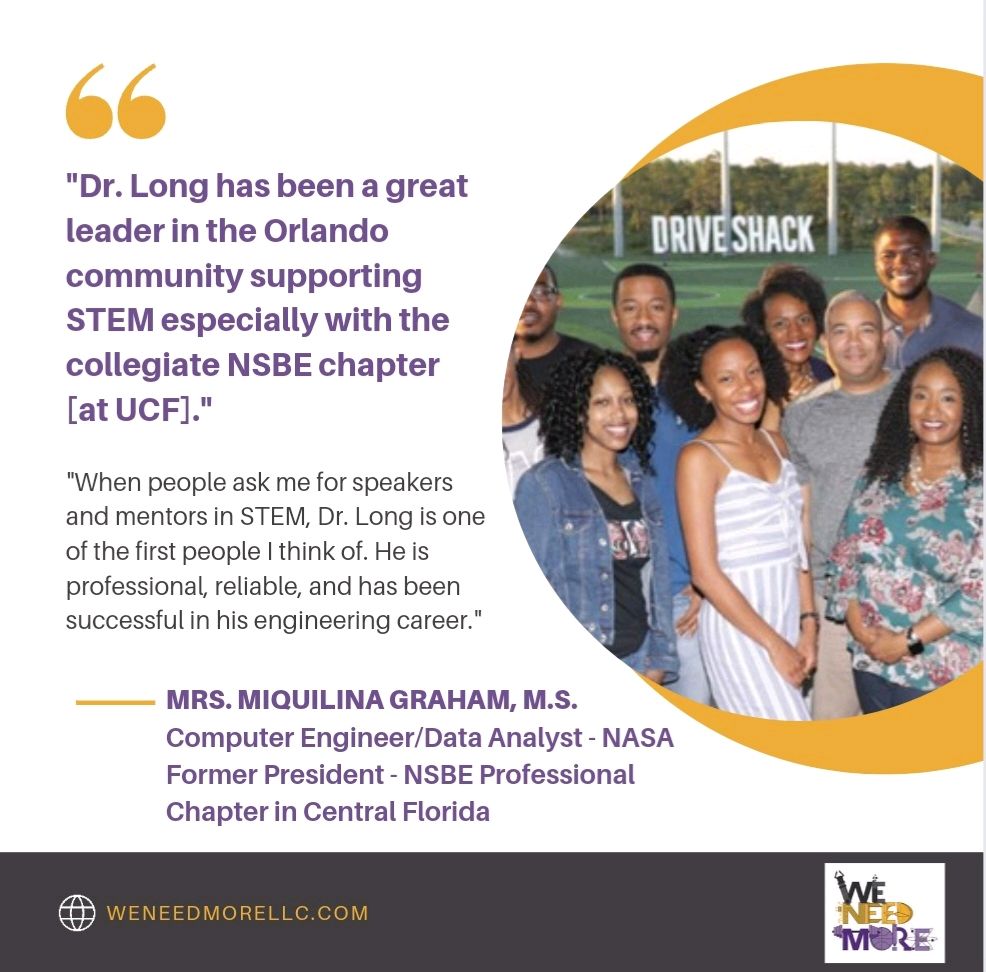 "Dr. Long has been a great
leader in the Orlando
community supporting
STEM especially with the
collegiate NSBE chapter
[at UCF]."
DRIVE SHACK
"When people ask me for speakers
and mentors in STEM, Dr. Long is one
of the first people I think of. He is
professional, reliable, and has been
successful in his engineering career."
MRS. MIQUILINA GRAHAM, M.S.
Computer Engineer/Data Analyst - NASA
Former President - NSBE Professional
Chapter in Central Florida
WENEEDMORELLC.COM
WE
NEED
MORE